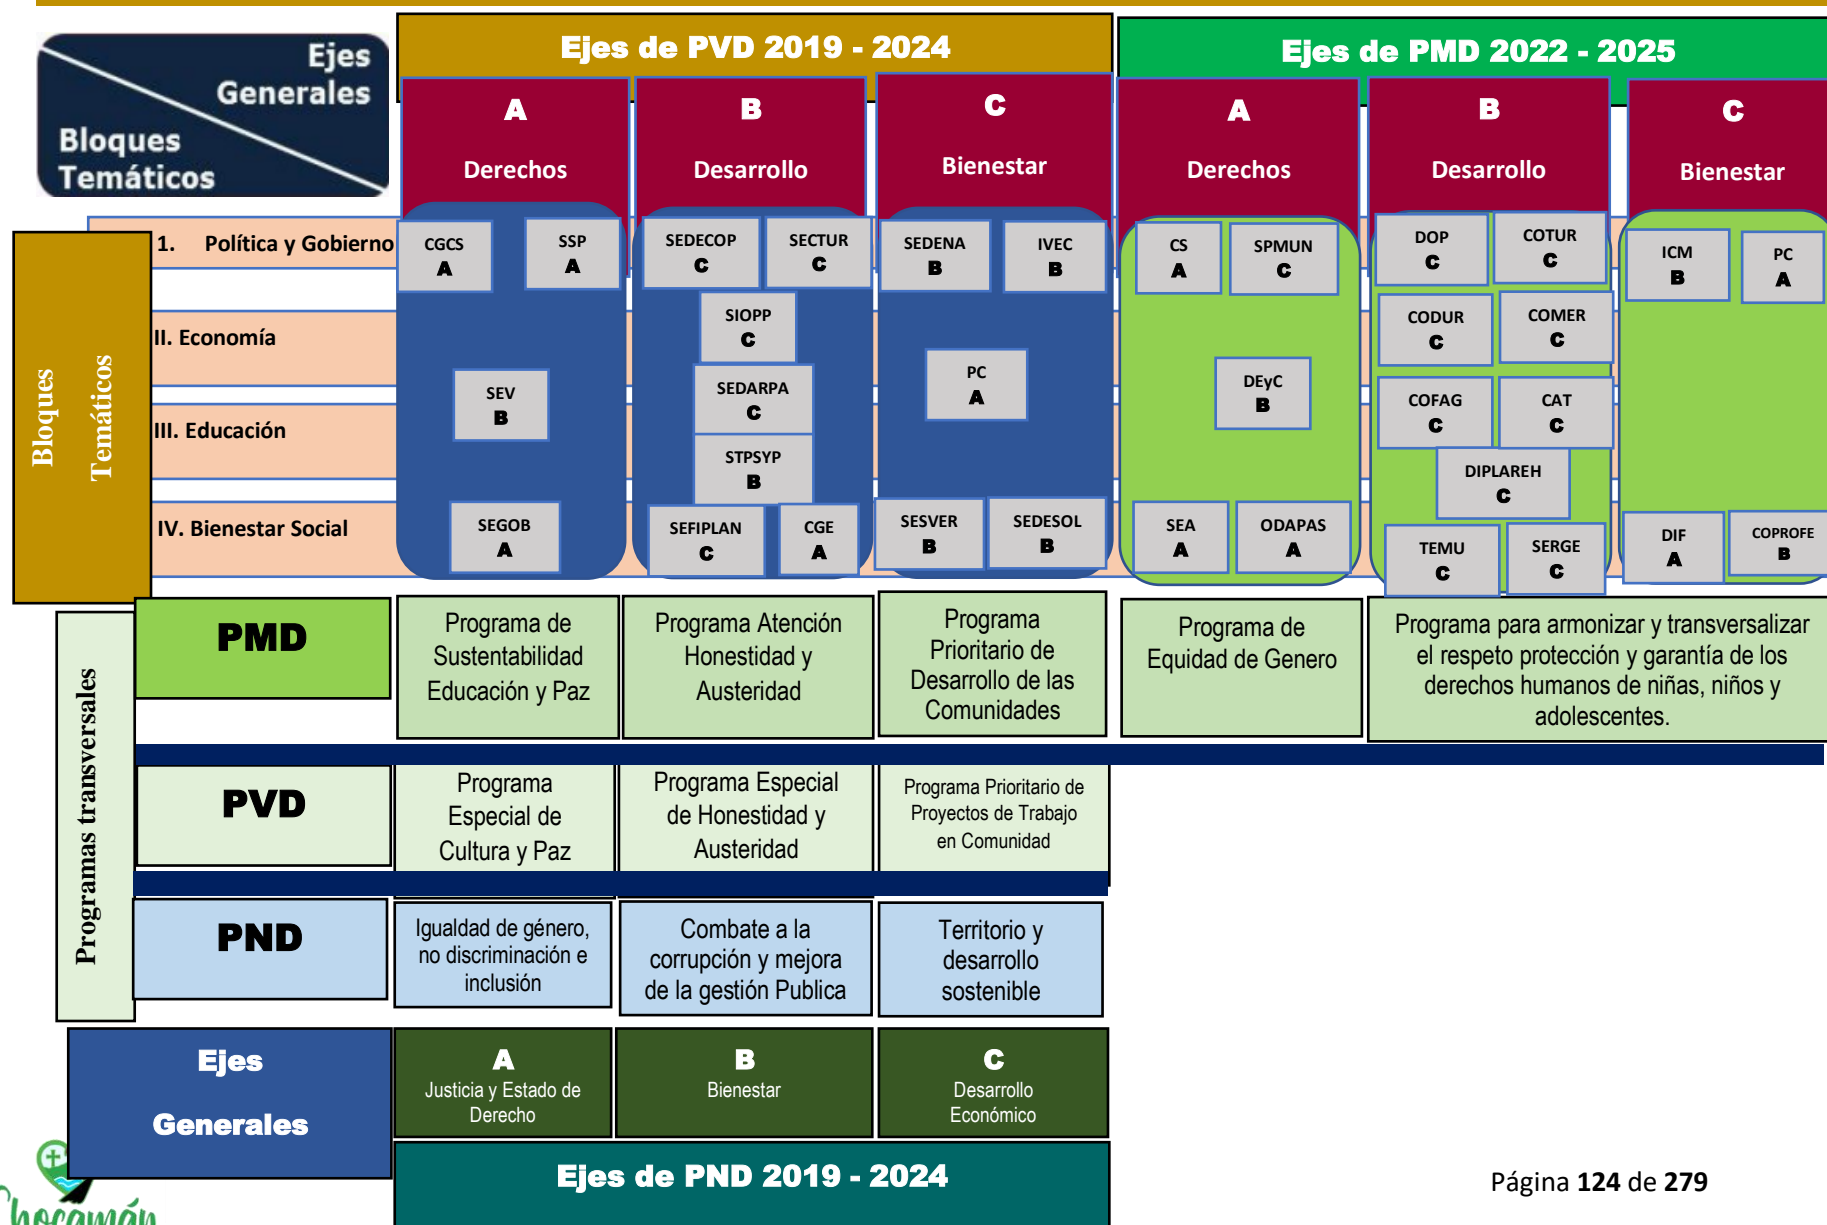 Ejes
Generales
Bloques
Temáticos
Ejes de PVD 2019 - 2024
Ejes de PMD 2022 - 2025
A
Derechos
B
Desarrollo
C
Bienestar
A
Derechos
B
Desarrollo
C
Bienestar
Bloques
Temáticos
1. Política y Gobierno
CGCS
A
SSP
A
SEDECOP
C
SECTUR
C
SEDENA
B
IVEC
B
CS
A
SPMUN
C
DOP
C
COTUR
C
ICM
B
PC
A
II. Economía
SIOPP
C
CODUR
C
COMER
C
SEV
B
SEDARPA
C
PC
A
DEyC
B
COFAG
C
CAT
C
III. Educación
STPSYP
B
DIPLAREH
C
IV. Bienestar Social
SEGOB
A
SEFIPLAN
C
CGE
A
SESVER
B
SEDESOL
B
SEA
A
ODAPAS
A
TEMU
C
SERGE
C
DIF
A
COPROFE
B
Programas transversales
PMD
Programa de
Sustentabilidad
Educación y Paz
Programa Atención
Honestidad y
Austeridad
Programa
Prioritario de
Desarrollo de las
Comunidades
Programa de
Equidad de Genero
Programa para armonizar y transversalizar
el respeto protección y garantía de los
derechos humanos de niñas, niños y
adolescentes.
PVD
Programa
Especial de
Cultura y Paz
Programa Especial
de Honestidad y
Austeridad
Programa Prioritario de
Proyectos de Trabajo
en Comunidad
PND
Igualdad de género,
no discriminación e
inclusión
Combate a la
corrupción y mejora
de la gestión Publica
Territorio y
desarrollo
sostenible
Ejes
Generales
A
Justicia y Estado de
Derecho
B
Bienestar
C
Desarrollo
Económico
Ejes de PND 2019 - 2024
Chocamán
Página 124 de 279